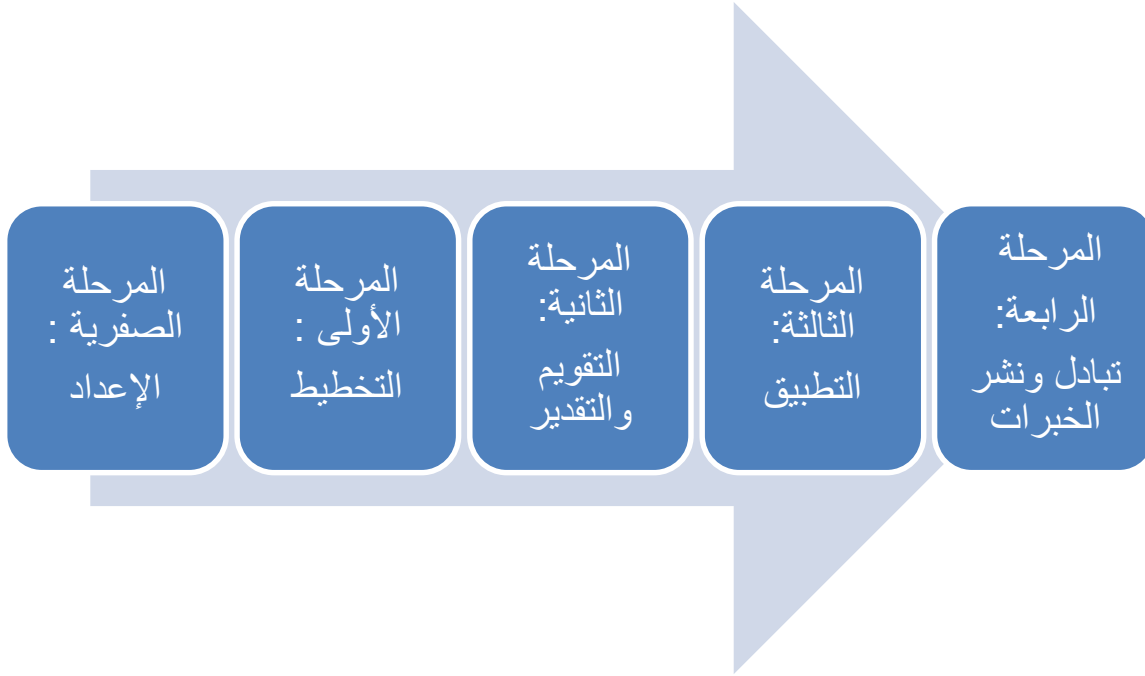 المرحلة
الصفرية :
الإعداد
المرحلة
الأولى :
التخطيط
المرحلة
الثانية:
التقويم
والتقدير
المرحلة
الثالثة:
التطبيق
المرحلة
الرابعة:
تبادل ونشر
الخبرات